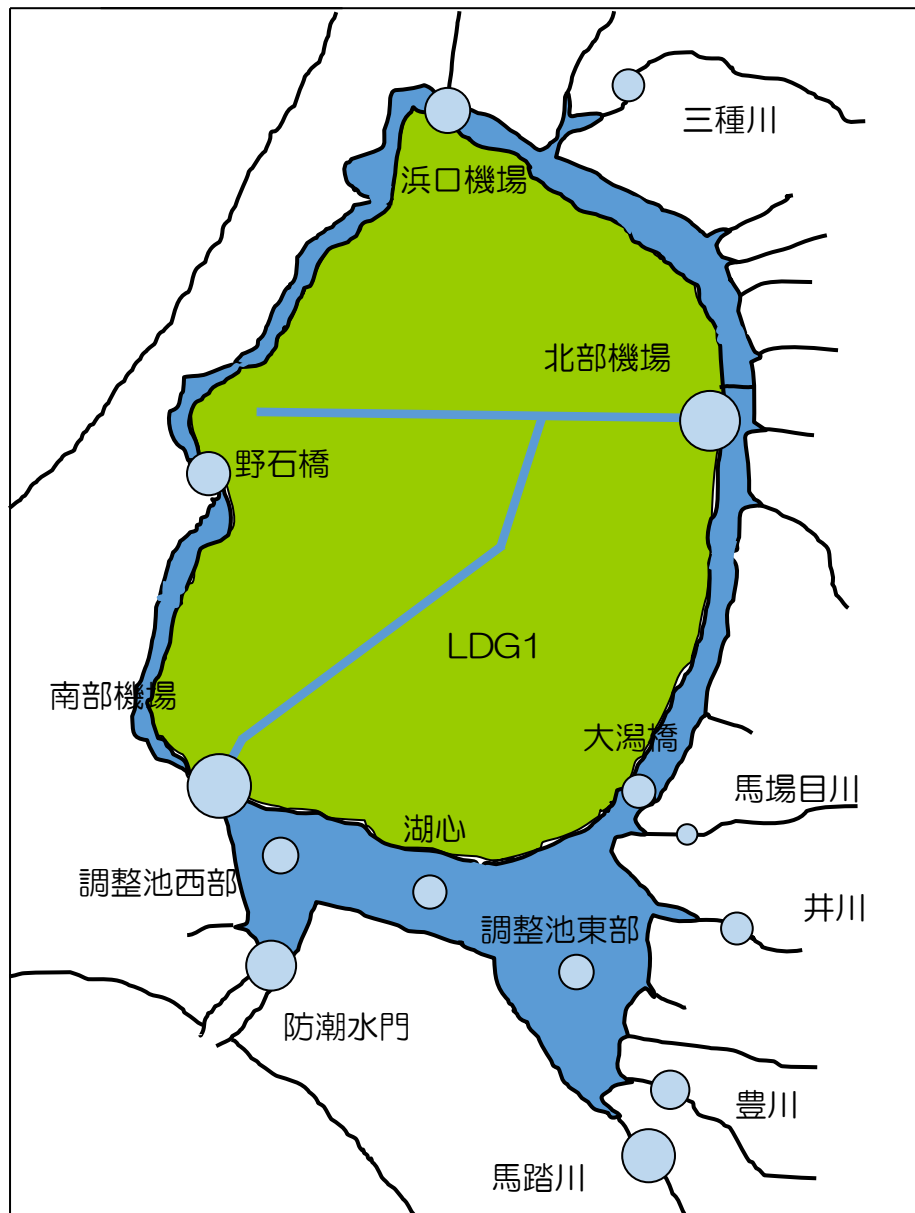 三種川
浜口機場
北部機場
野石橋
LDG1
南部機場
大潟橋
馬場目川
湖心
調整池西部
井川
調整池東部
防潮水門
豊川
馬踏川